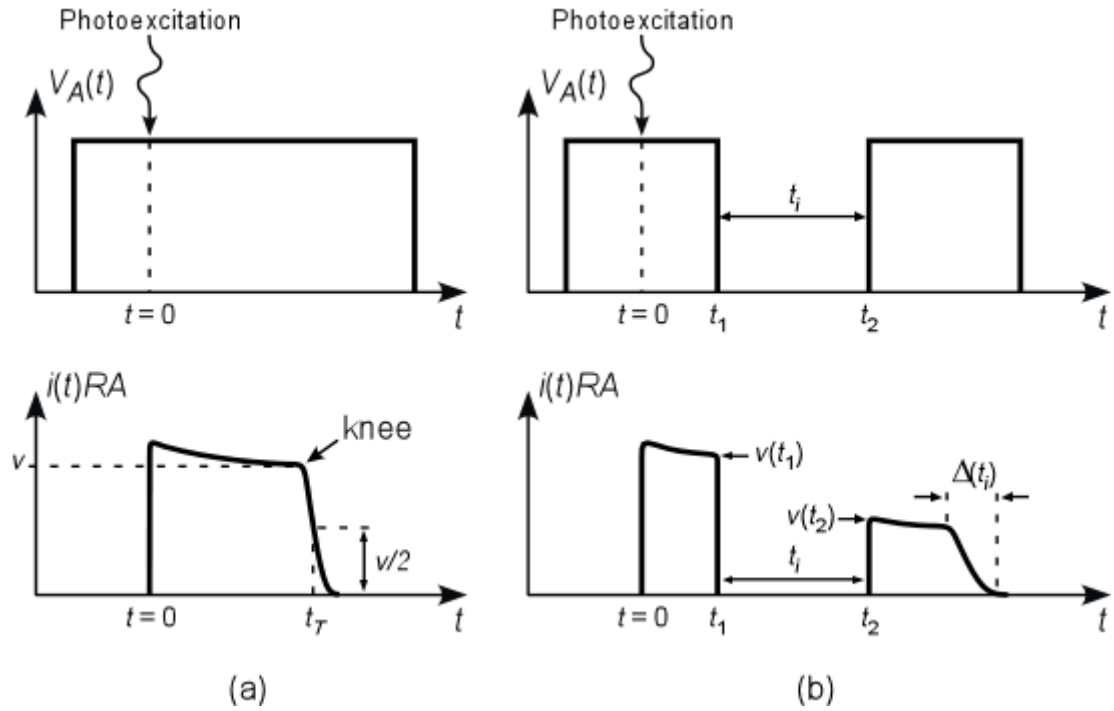 Photoexcitation
V_A(t)
t = 0
t
i(t)RA
knee
v
v/2
t = 0
t_T
t
(a)
Photoexcitation
V_A(t)
t_i
t = 0
t_1
t_2
t
i(t)RA
v(t_1)
Δ(t_i)
v(t_2)
t_i
t = 0
t_1
t_2
t
(b)